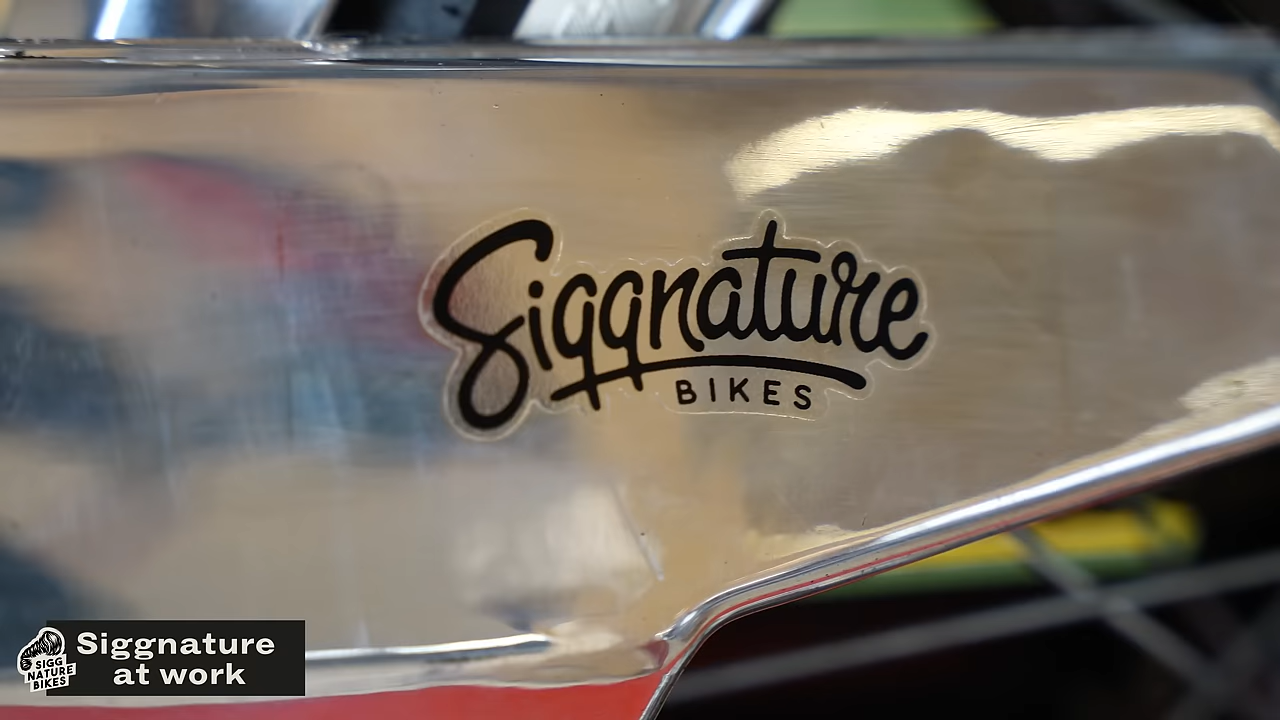 Siggnature
BIKES
Siggnature
at work
SIGG
NATURE
BIKES